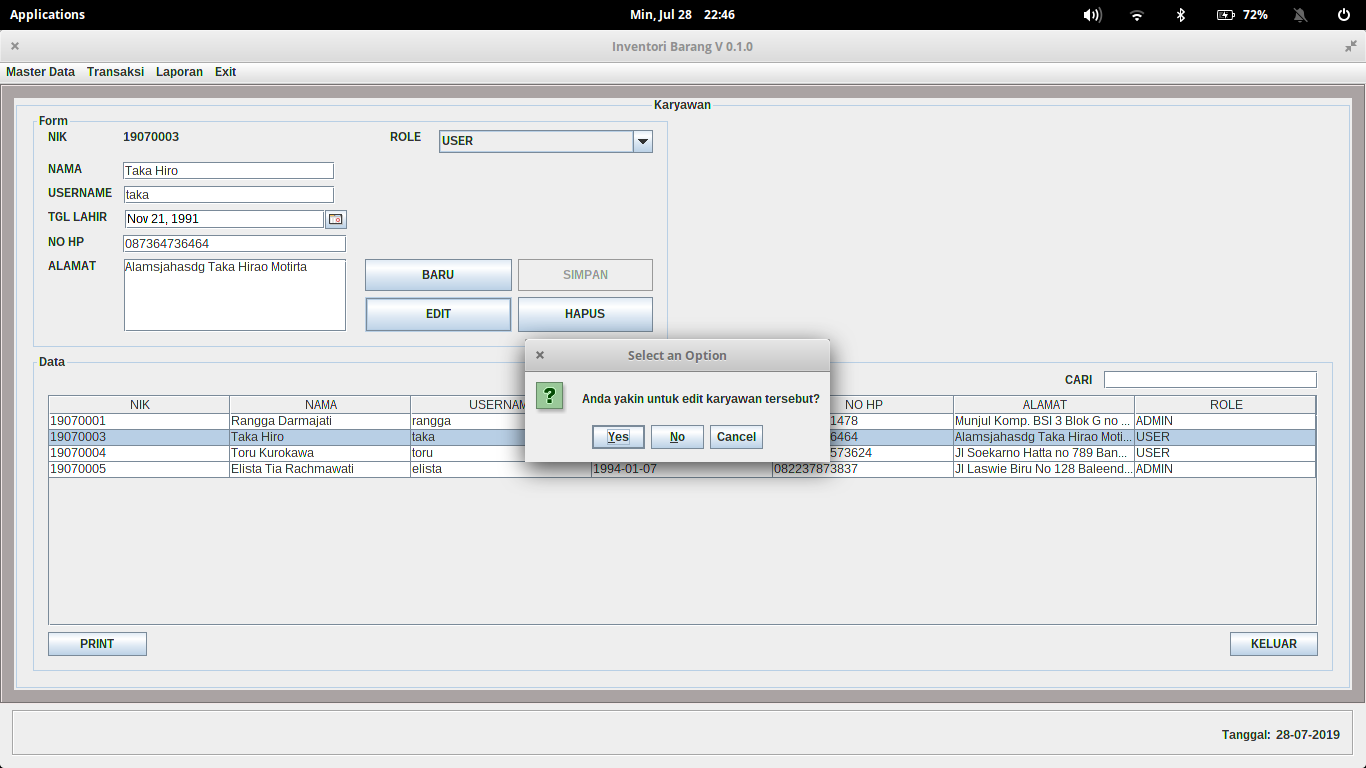 Applications Min, Jul 28 22:46 72%
Inventori Barang V 0.1.0
Master Data Transaksi Laporan Exit
Karyawan
Form
NIK 19070003 ROLE USER
NAMA Taka Hiro
USERNAME taka
TGL LAHIR Nov 21, 1991
NO HP 087364736464
ALAMAT Alamsjahasdg Taka Hirao Motirta
BARU SIMPAN
EDIT HAPUS
Data
CARI
Select an Option
? Anda yakin untuk edit karyawan tersebut?
Yes No Cancel
NIK NAMA USERNAM NO HP ALAMAT ROLE
19070001 Rangga Darmajati rangga 1478 Munjul Komp. BSI 3 Blok G no ... ADMIN
19070003 Taka Hiro taka 6464 Alamsjahasdg Taka Hirao Moti... USER
19070004 Toru Kurokawa toru 573624 Jl Soekarno Hatta no 789 Ban... USER
19070005 Elista Tia Rachmawati elista 1994-01-07 082237873837 Jl Laswie Biru No 128 Baleend... ADMIN
PRINT KELUAR
Tanggal: 28-07-2019